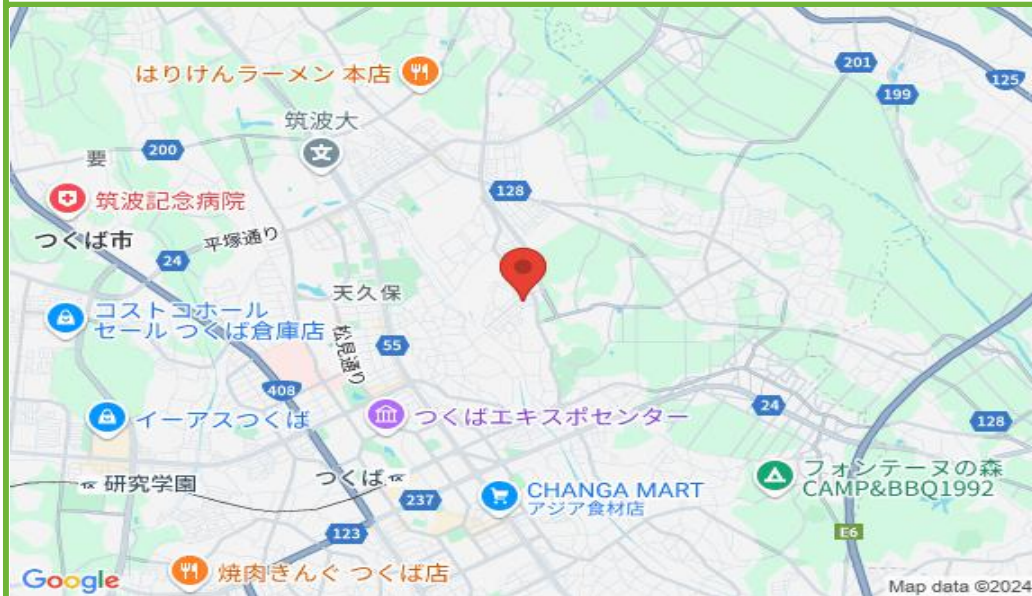 はりけんラーメン 本店
201
125
199
筑波大
文
要
200
128
筑波記念病院
つくば市
平塚通り
24
コストコホール
セール つくば倉庫店
天久保
松見通り
55
408
イーアスつくば
つくばエキスポセンター
24
128
研究学園
つくば
237
CHANGA MART
アジア食材店
フォンテーヌの森
CAMP&BBQ1992
123
E6
焼肉きんぐ つくば店
Google
Map data ©2024